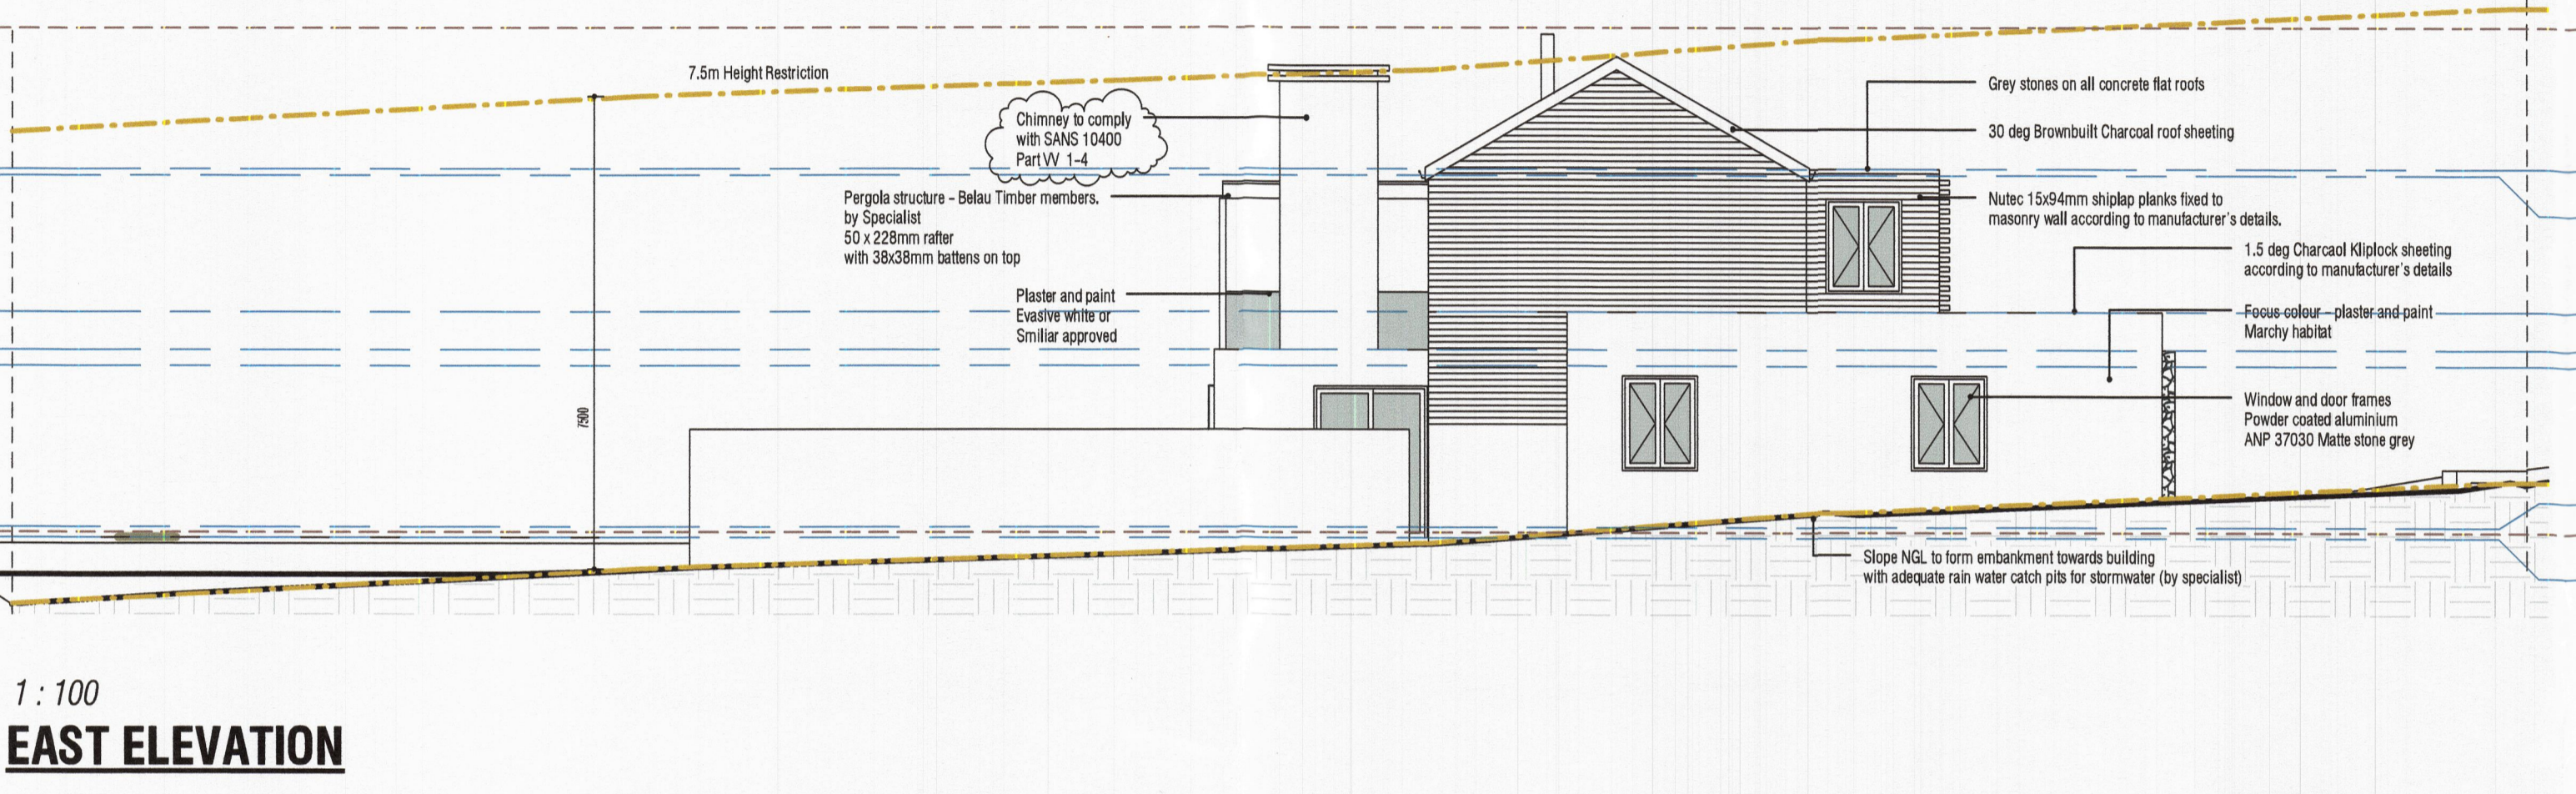 7.5m Height Restriction
Chimney to comply
with SANS 10400
Part VV 1-4
Pergola structure - Belau Timber members.
by Specialist
50 x 228mm rafter
with 38x38mm battens on top
Plaster and paint
Evasive white or
Smiliar approved
7500
Grey stones on all concrete flat roofs
30 deg Brownbuilt Charcoal roof sheeting
Nutec 15x94mm shiplap planks fixed to
masonry wall according to manufacturer's details.
1.5 deg Charcaol Kliplock sheeting
according to manufacturer's details
Focus colour - plaster and paint
Marchy habitat
Window and door frames
Powder coated aluminium
ANP 37030 Matte stone grey
Slope NGL to form embankment towards building
with adequate rain water catch pits for stormwater (by specialist)
1 : 100
EAST ELEVATION